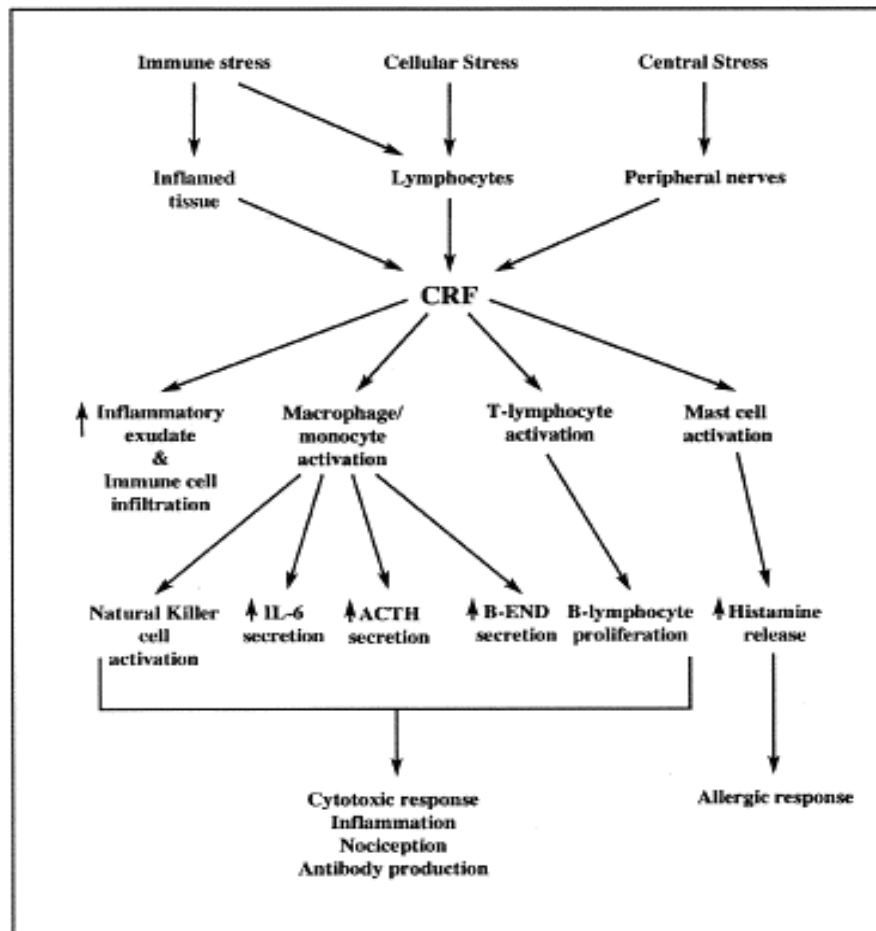 Immune stress
Cellular Stress
Central Stress
Inflamed
tissue
Lymphocytes
Peripheral nerves
CRF
Inflammatory
exudate
&
Immune cell
infiltration
Macrophage/
monocyte
activation
T-lymphocyte
activation
Mast cell
activation
Natural Killer
cell
activation
IL-6
secretion
ACTH
secretion
B-END
secretion
B-lymphocyte
proliferation
Histamine
release
Cytotoxic response
Inflammation
Nociception
Antibody production
Allergic response